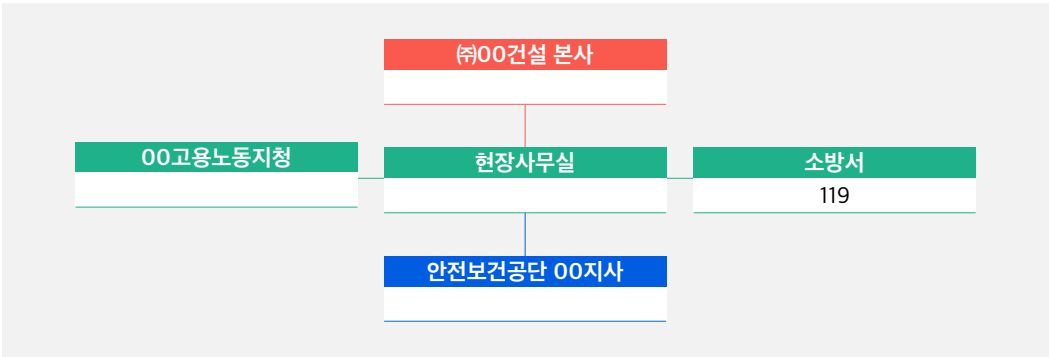 ㈜00건설 본사
00고용노동지청
현장사무실
소방서
119
안전보건공단 00지사